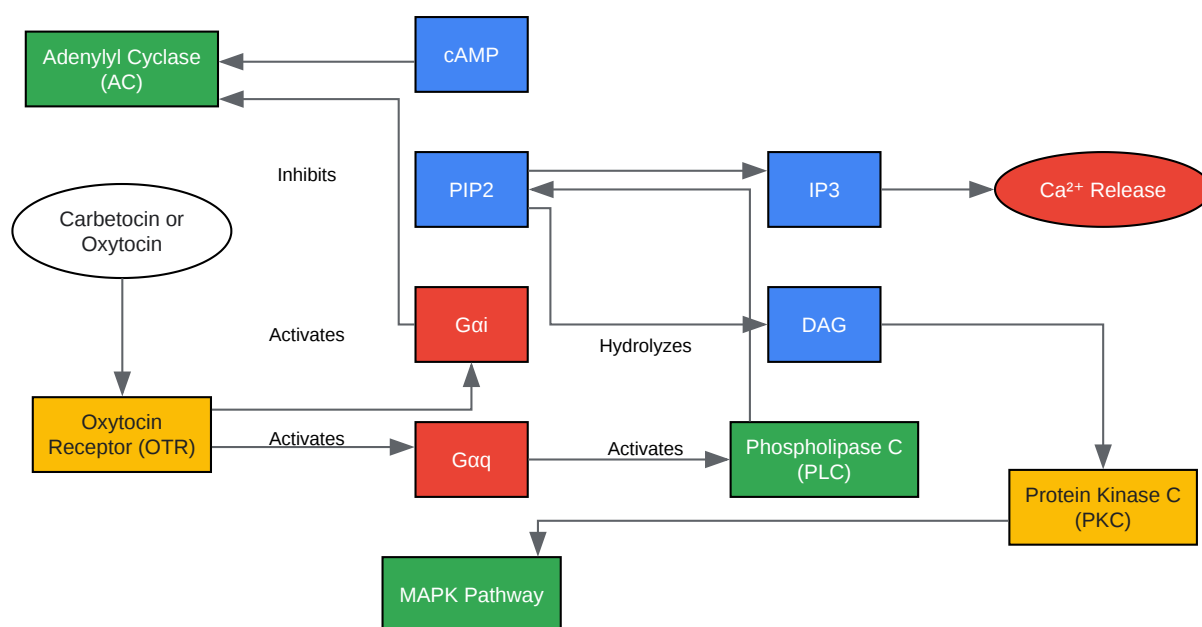 Adenylyl Cyclase
(AC)
cAMP
Inhibits
PIP2
IP3
Ca²⁺ Release
Carbetocin or
Oxytocin
Activates
Gαi
Hydrolyzes
DAG
Oxytocin
Receptor (OTR)
Activates
Gαq
Activates
Phospholipase C
(PLC)
Protein Kinase C
(PKC)
MAPK Pathway